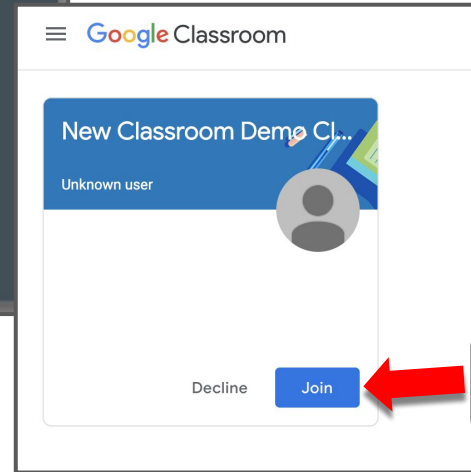 Google Classroom
New Classroom Demo Cl...
Unknown user
Decline Join